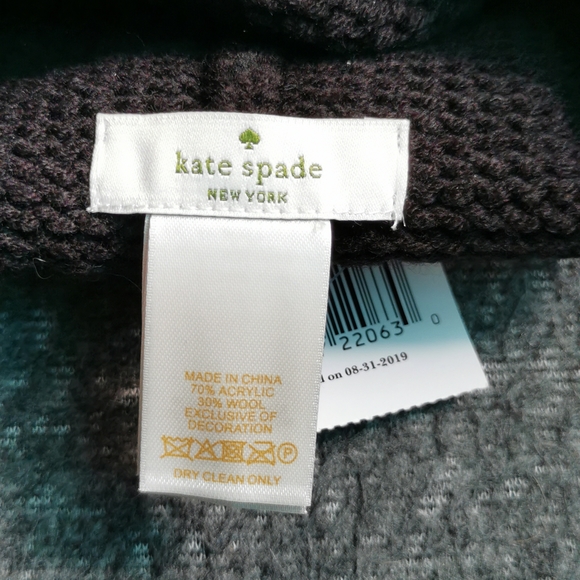 kate spade
NEW YORK
22063 0
on 08-31-2019
MADE IN CHINA
70% ACRYLIC
30% WOOL
EXCLUSIVE OF
DECORATION
P
DRY CLEAN ONLY